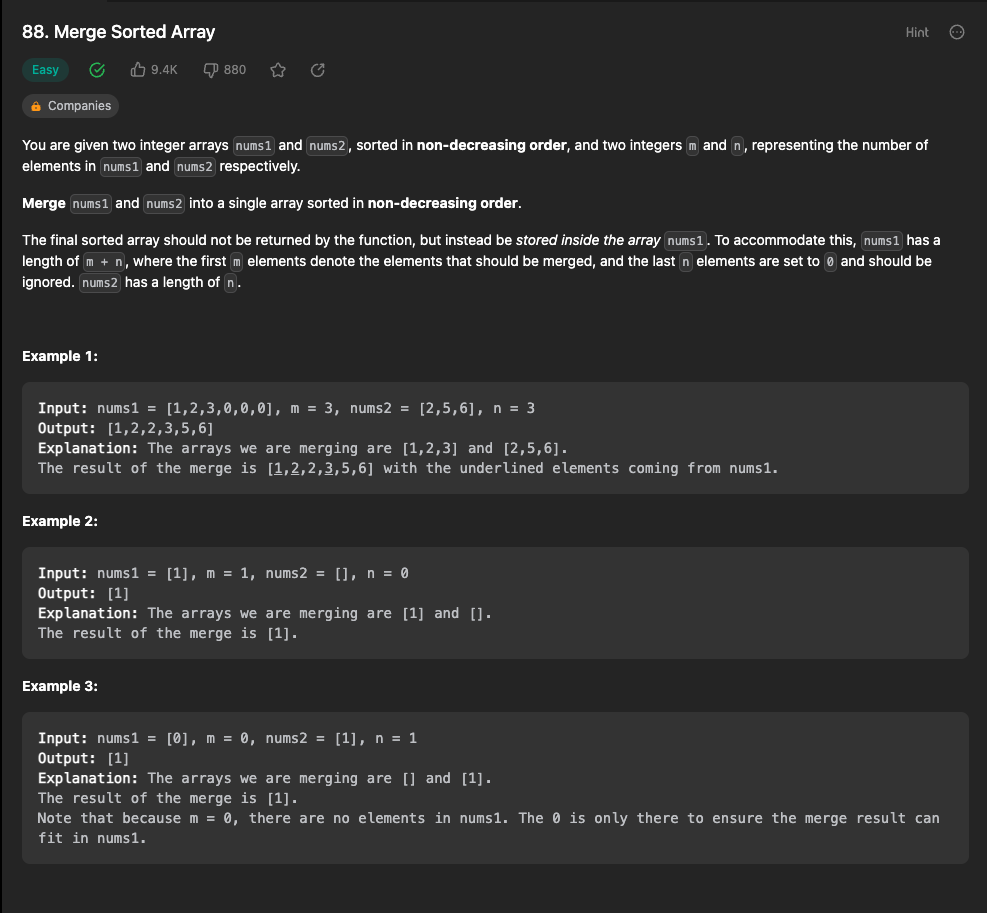 88. Merge Sorted Array
Hint
Easy
9.4K
880
Companies
You are given two integer arrays nums1 and nums2, sorted in non-decreasing order, and two integers m and n, representing the number of
elements in nums1 and nums2 respectively.
Merge nums1 and nums2 into a single array sorted in non-decreasing order.
The final sorted array should not be returned by the function, but instead be stored inside the array nums1. To accommodate this, nums1 has a
length of m + n, where the first m elements denote the elements that should be merged, and the last n elements are set to 0 and should be
ignored. nums2 has a length of n.
Example 1:
Input: nums1 = [1,2,3,0,0,0], m = 3, nums2 = [2,5,6], n = 3
Output: [1,2,2,3,5,6]
Explanation: The arrays we are merging are [1,2,3] and [2,5,6].
The result of the merge is [1,2,2,3,5,6] with the underlined elements coming from nums1.
Example 2:
Input: nums1 = [1], m = 1, nums2 = [], n = 0
Output: [1]
Explanation: The arrays we are merging are [1] and [].
The result of the merge is [1].
Example 3:
Input: nums1 = [0], m = 0, nums2 = [1], n = 1
Output: [1]
Explanation: The arrays we are merging are [] and [1].
The result of the merge is [1].
Note that because m = 0, there are no elements in nums1. The 0 is only there to ensure the merge result can
fit in nums1.